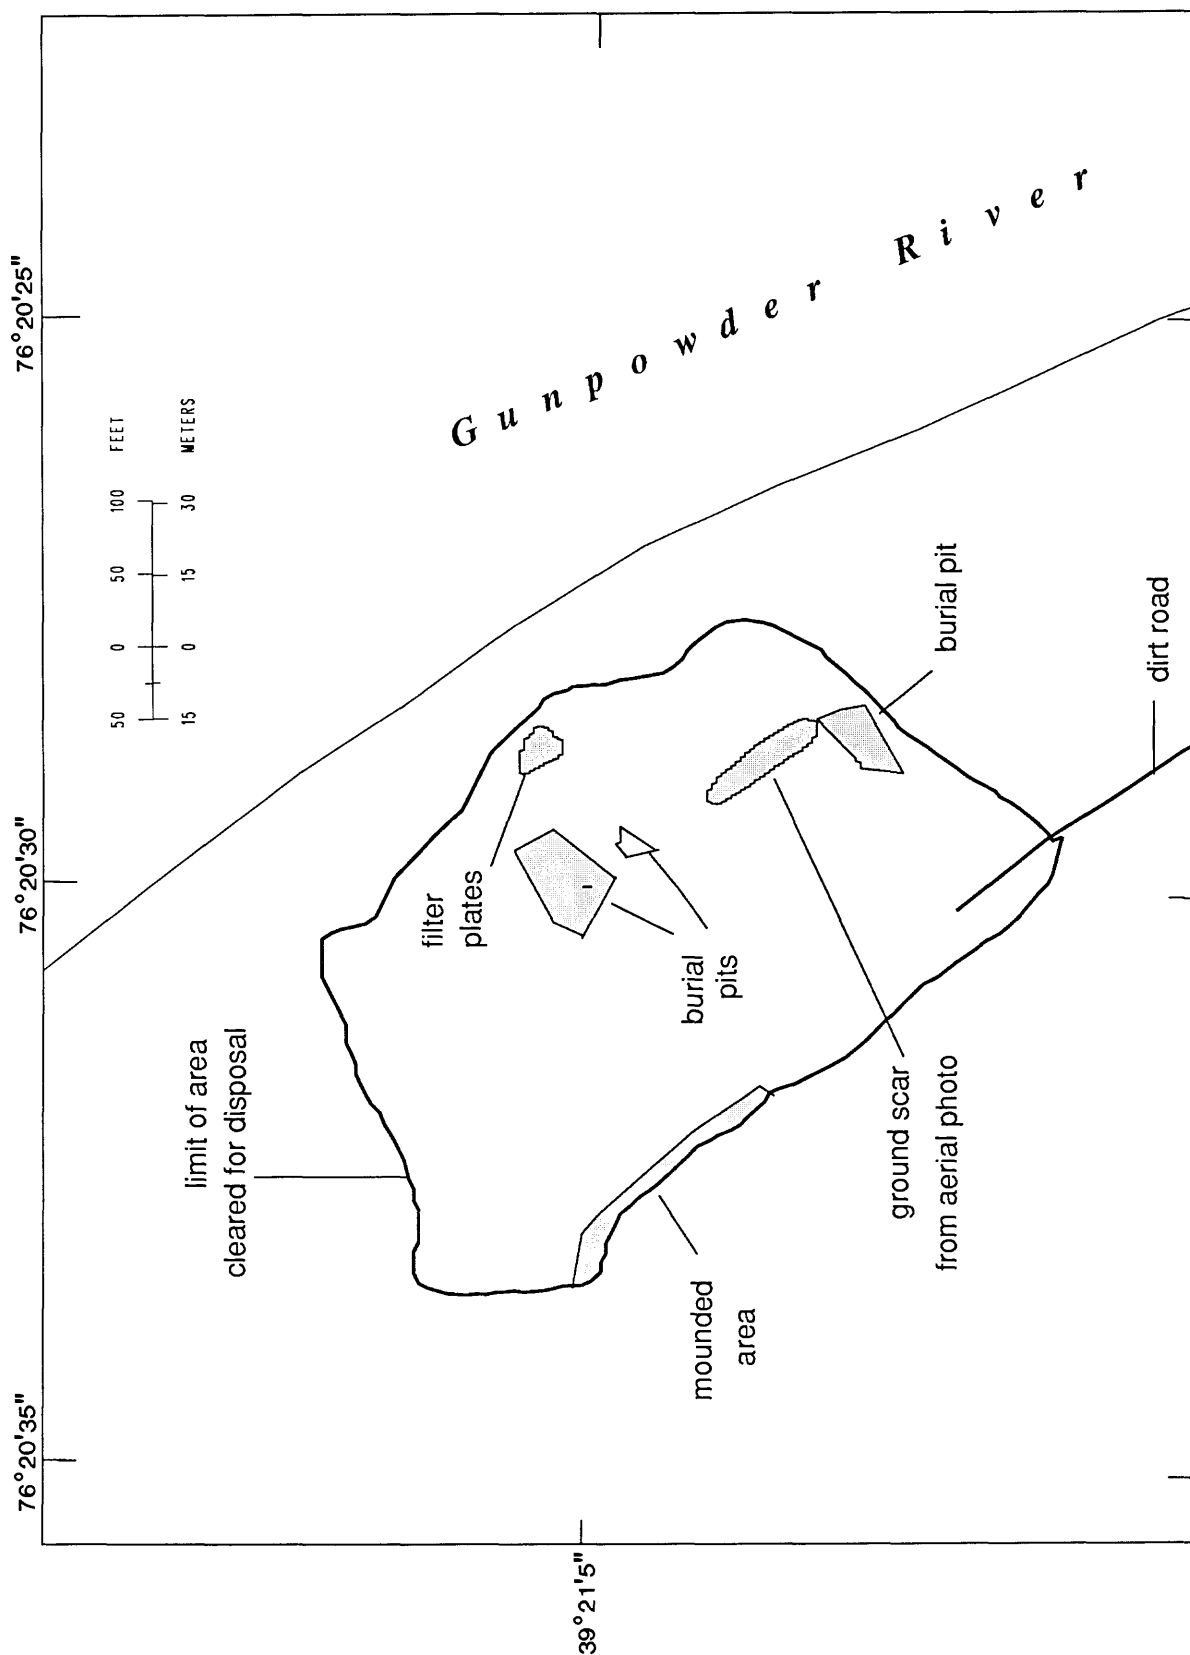 76°20'35"
76°20'30"
76°20'25"
50 0 50 100 FEET
15 0 15 30 METERS
limit of area
cleared for disposal
filter
plates
Gunpowder River
39°21'5"
burial
pits
mounded
area
ground scar
from aerial photo
burial pit
dirt road